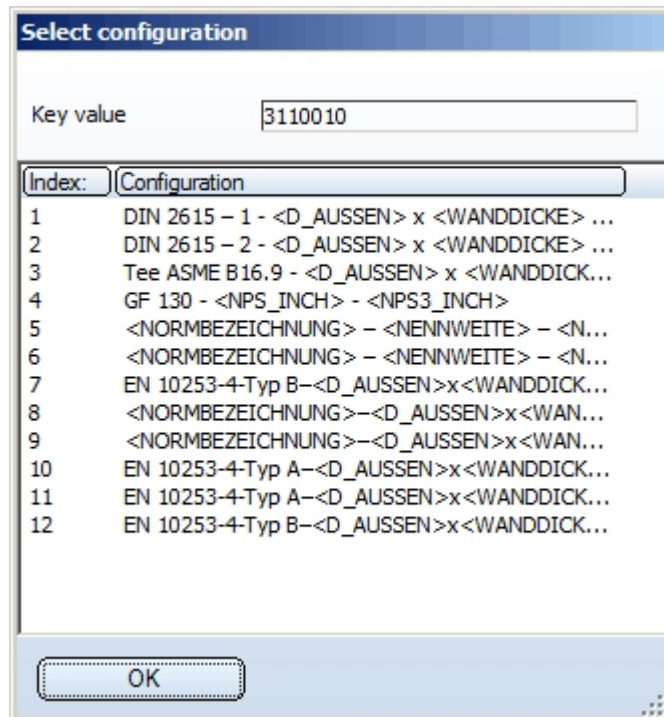 Select configuration
Key value 3110010
Index: Configuration
1 DIN 2615 – 1 - <D_AUSSEN> x <WANDDICKE> ...
2 DIN 2615 – 2 - <D_AUSSEN> x <WANDDICKE> ...
3 Tee ASME B16.9 - <D_AUSSEN> x <WANDDICK...
4 GF 130 - <NPS_INCH> - <NPS3_INCH>
5 <NORMBEZEICHNUNG> – <NENNWEITE> – <N...
6 <NORMBEZEICHNUNG> – <NENNWEITE> – <N...
7 EN 10253-4-Typ B–<D_AUSSEN>x<WANDDICK...
8 <NORMBEZEICHNUNG>–<D_AUSSEN>x<WAN...
9 <NORMBEZEICHNUNG>–<D_AUSSEN>x<WAN...
10 EN 10253-4-Typ A–<D_AUSSEN>x<WANDDICK...
11 EN 10253-4-Typ A–<D_AUSSEN>x<WANDDICK...
12 EN 10253-4-Typ B–<D_AUSSEN>x<WANDDICK...
OK